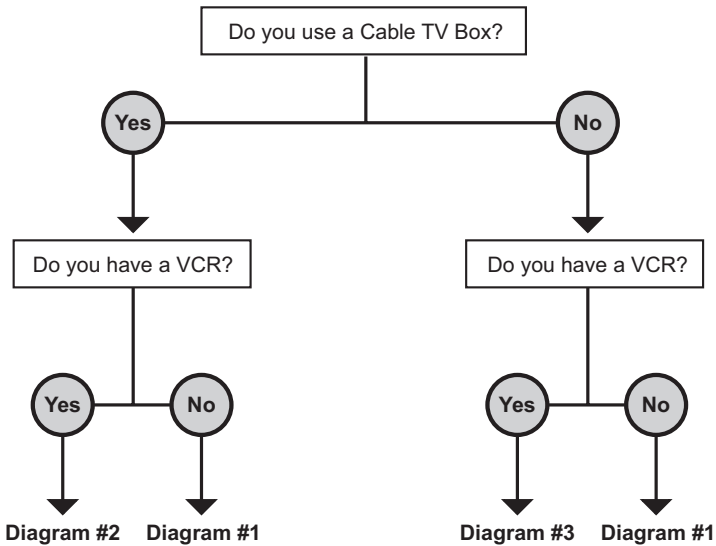 Do you use a Cable TV Box?
Yes
No
Do you have a VCR?
Do you have a VCR?
Yes
No
Yes
No
Diagram #2
Diagram #1
Diagram #3
Diagram #1